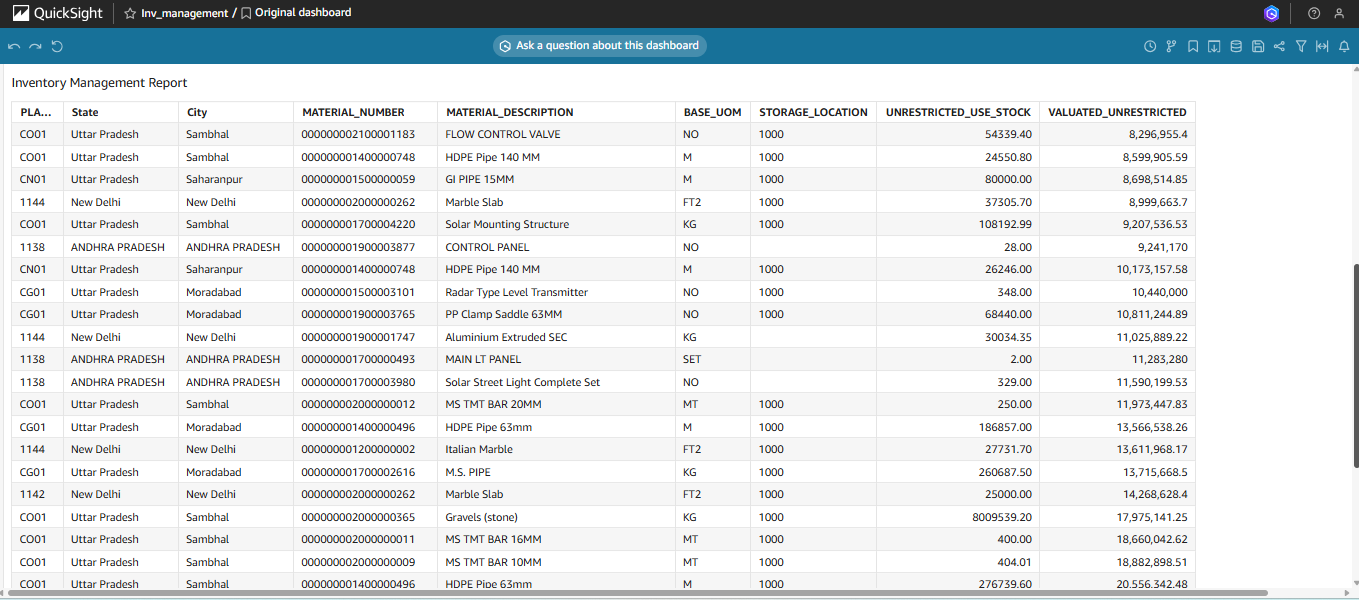 QuickSight Inv_management / Original dashboard
Ask a question about this dashboard
Inventory Management Report
PLA... State City MATERIAL_NUMBER MATERIAL_DESCRIPTION BASE_UOM STORAGE_LOCATION UNRESTRICTED_USE_STOCK VALUATED_UNRESTRICTED
CO01 Uttar Pradesh Sambhal 000000002100001183 FLOW CONTROL VALVE NO 1000 54339.40 8,296,955.4
CO01 Uttar Pradesh Sambhal 000000001400000748 HDPE Pipe 140 MM M 1000 24550.80 8,599,905.59
CN01 Uttar Pradesh Saharanpur 000000001500000059 GI PIPE 15MM M 1000 80000.00 8,698,514.85
1144 New Delhi New Delhi 000000002000000262 Marble Slab FT2 1000 37305.70 8,999,663.7
CO01 Uttar Pradesh Sambhal 000000001700004220 Solar Mounting Structure KG 1000 108192.99 9,207,536.53
1138 ANDHRA PRADESH ANDHRA PRADESH 000000001900003877 CONTROL PANEL NO 28.00 9,241,170
CN01 Uttar Pradesh Saharanpur 000000001400000748 HDPE Pipe 140 MM M 1000 26246.00 10,173,157.58
CG01 Uttar Pradesh Moradabad 000000001500003101 Radar Type Level Transmitter NO 1000 348.00 10,440,000
CG01 Uttar Pradesh Moradabad 000000001900003765 PP Clamp Saddle 63MM NO 1000 68440.00 10,811,244.89
1144 New Delhi New Delhi 000000001900001747 Aluminium Extruded SEC KG 30034.35 11,025,889.22
1138 ANDHRA PRADESH ANDHRA PRADESH 000000001700000493 MAIN LT PANEL SET 2.00 11,283,280
1138 ANDHRA PRADESH ANDHRA PRADESH 000000001700003980 Solar Street Light Complete Set NO 329.00 11,590,199.53
CO01 Uttar Pradesh Sambhal 000000002000000012 MS TMT BAR 20MM MT 1000 250.00 11,973,447.83
CG01 Uttar Pradesh Moradabad 000000001400000496 HDPE Pipe 63mm M 1000 186857.00 13,566,538.26
1144 New Delhi New Delhi 000000001200000002 Italian Marble FT2 1000 27731.70 13,611,968.17
CG01 Uttar Pradesh Moradabad 000000001700002616 M.S. PIPE KG 1000 260687.50 13,715,668.5
1142 New Delhi New Delhi 000000002000000262 Marble Slab FT2 1000 25000.00 14,268,628.4
CO01 Uttar Pradesh Sambhal 000000002000000365 Gravels (stone) KG 1000 8009539.20 17,975,141.25
CO01 Uttar Pradesh Sambhal 000000002000000011 MS TMT BAR 16MM MT 1000 400.00 18,660,042.62
CO01 Uttar Pradesh Sambhal 000000002000000009 MS TMT BAR 10MM MT 1000 404.01 18,882,898.51
CO01 Uttar Pradesh Sambhal 000000001400000496 HDPE Pipe 63mm M 1000 276739.60 20,556,342.48